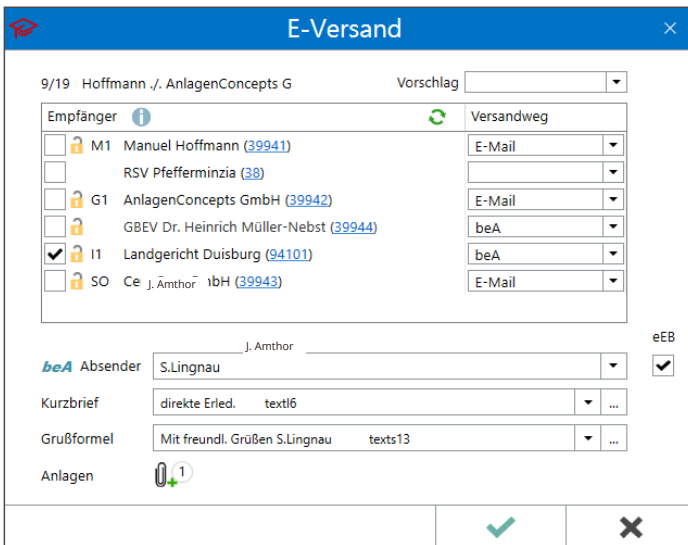 E-Versand
9/19 Hoffmann ./. AnlagenConcepts G Vorschlag
Empfänger Versandweg
M1 Manuel Hoffmann (39941) E-Mail
RSV Pfefferminzia (38)
G1 AnlagenConcepts GmbH (39942) E-Mail
GBEV Dr. Heinrich Müller-Nebst (39944) beA
I1 Landgericht Duisburg (94101) beA
SO Ce J. Amthor bH (39943) E-Mail
eEB
J. Amthor
beA Absender S.Lingnau
Kurzbrief direkte Erled. textl6 ...
Grußformel Mit freundl. Grüßen S.Lingnau texts13 ...
Anlagen 1